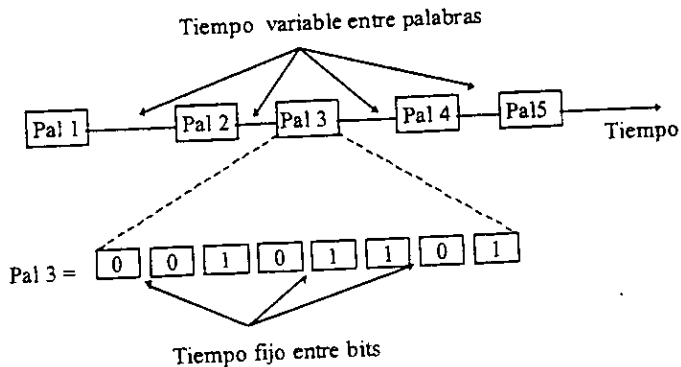 Tiempo variable entre palabras
Pal 1 Pal 2 Pal 3 Pal 4 Pal5
Tiempo
Pal 3 = 0 0 1 0 1 1 0 1
Tiempo fijo entre bits